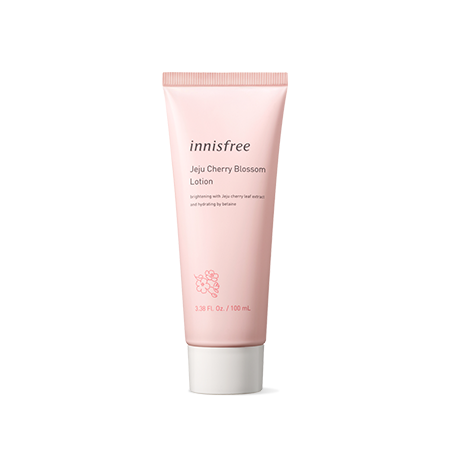 innisfree
Jeju Cherry Blossom
Lotion
brightening with Jeju cherry leaf extract
and hydrating by betaine
3.38 FL Oz. / 100 mL